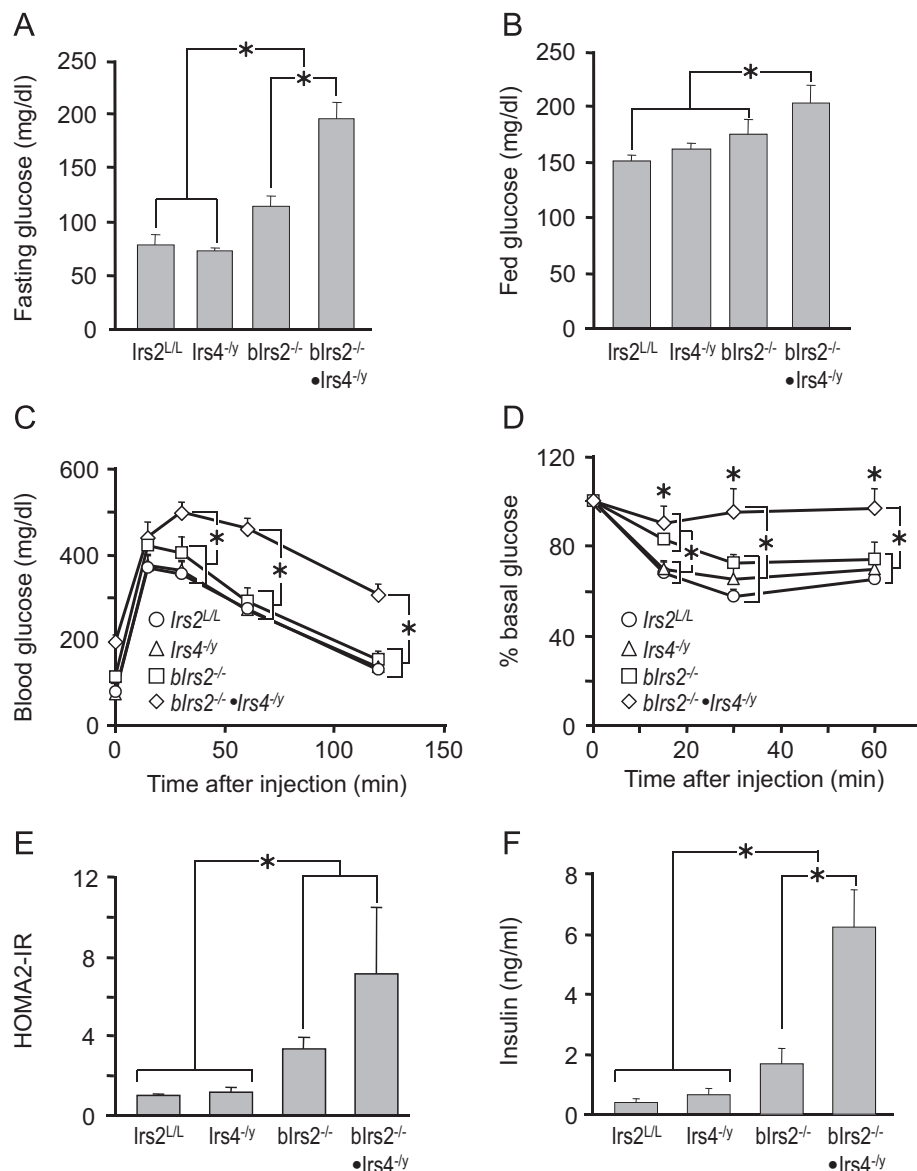 A
*
*
250
200
150
100
50
0
Fasting glucose (mg/dl)
Irs2L/L Irs4-/y bIrs2-/- bIrs2-/-
•Irs4-/y
B
*
250
200
150
100
50
0
Fed glucose (mg/dl)
Irs2L/L Irs4-/y bIrs2-/- bIrs2-/-
•Irs4-/y
C
600
400
200
0
Blood glucose (mg/dl)
*
*
*
Irs2L/L
Irs4-/y
bIrs2-/-
bIrs2-/-•Irs4-/y
0 50 100 150
Time after injection (min)
D
120
80
40
0
% basal glucose
* * *
* * *
Irs2L/L
Irs4-/y
bIrs2-/-
bIrs2-/-•Irs4-/y
0 20 40 60
Time after injection (min)
E
*
12
8
4
0
HOMA2-IR
Irs2L/L Irs4-/y bIrs2-/- bIrs2-/-
•Irs4-/y
F
*
*
8
6
4
2
0
Insulin (ng/ml)
Irs2L/L Irs4-/y bIrs2-/- bIrs2-/-
•Irs4-/y